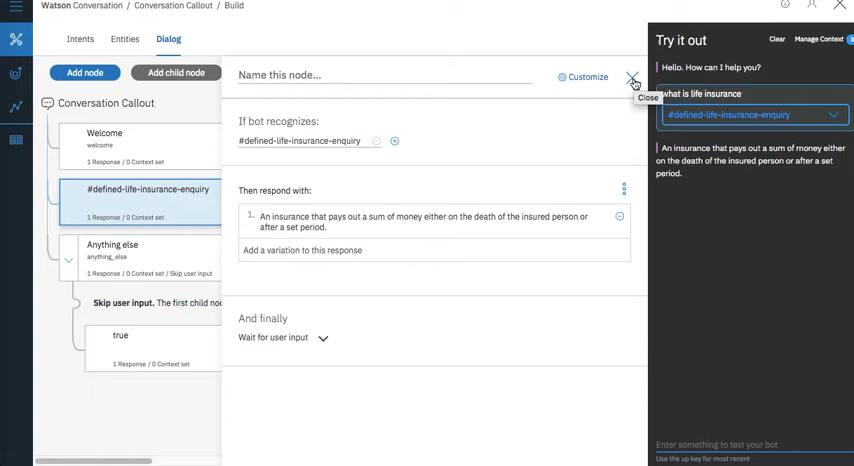 Watson Conversation / Conversation Callout / Build
Intents Entities Dialog
Add node Add child node
Conversation Callout
Welcome
welcome
1 Response / 0 Context set
#defined-life-insurance-enquiry
1 Response / 0 Context set
Anything else
anything_else
1 Response / 0 Context set / Skip user input
Skip user input. The first child
true
1 Response / 0 Context set
Name this node...
Customize
Close
If bot recognizes:
#defined-life-insurance-enquiry
Then respond with:
1. An insurance that pays out a sum of money either on the death of the insured person or
after a set period.
Add a variation to this response
And finally
Wait for user input
Try it out
Clear Manage Context
Hello. How can I help you?
what is life insurance
#defined-life-insurance-enquiry
An insurance that pays out a sum of money either
on the death of the insured person or after a set
period.
Enter something to test your bot
Use the up key for most recent